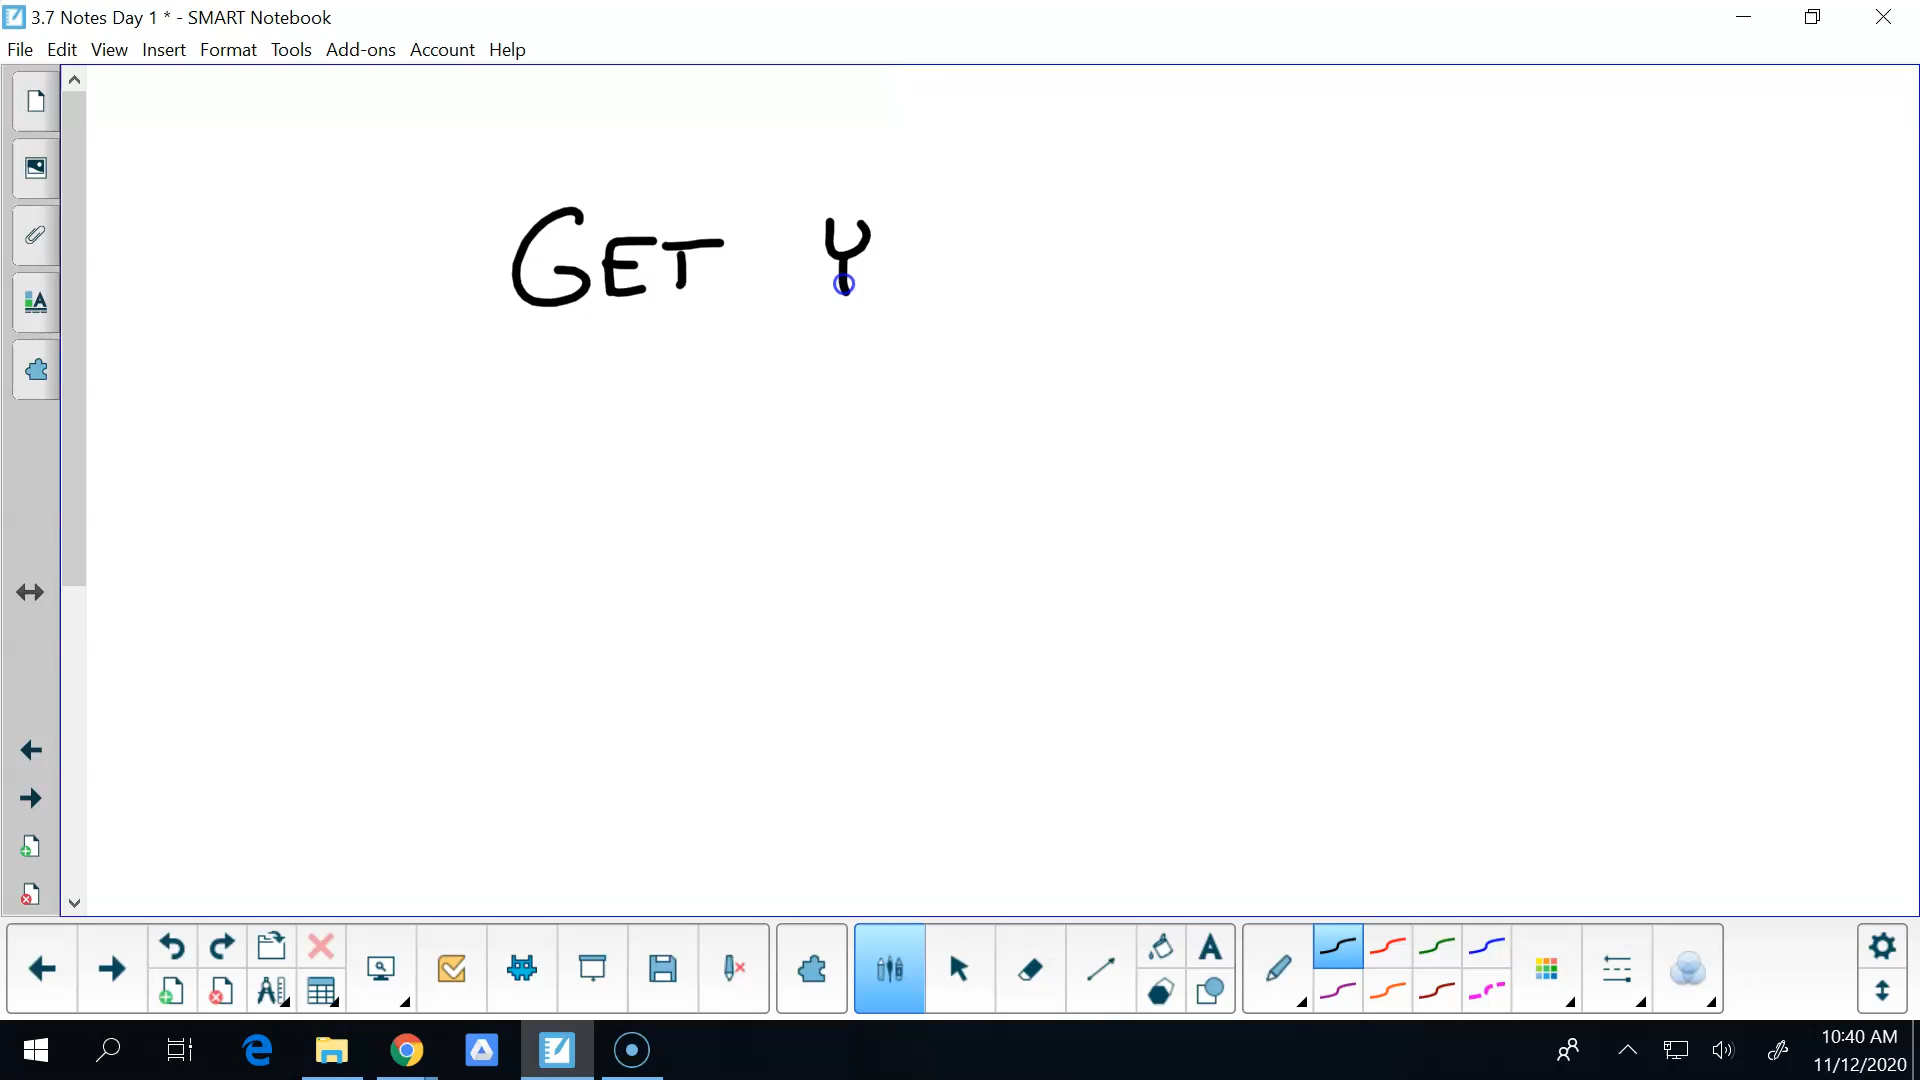 3.7 Notes Day 1 * - SMART Notebook
File Edit View Insert Format Tools Add-ons Account Help
GET Y
10:40 AM
11/12/2020